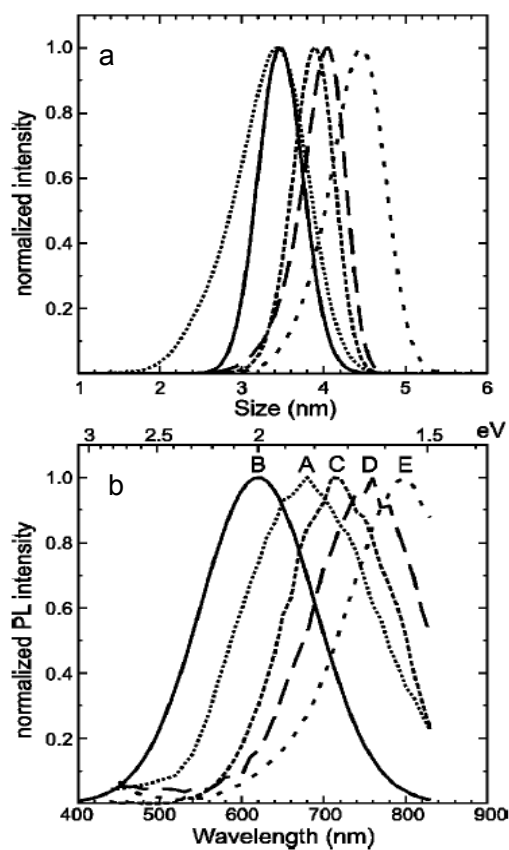 a
normalized intensity
1.0
0.8
0.6
0.4
0.2
1 2 3 4 5 6
Size (nm)
3 2.5 2 1.5 eV
b
B A C D E
normalized PL intensity
1.0
0.8
0.6
0.4
0.2
400 500 600 700 800 900
Wavelength (nm)